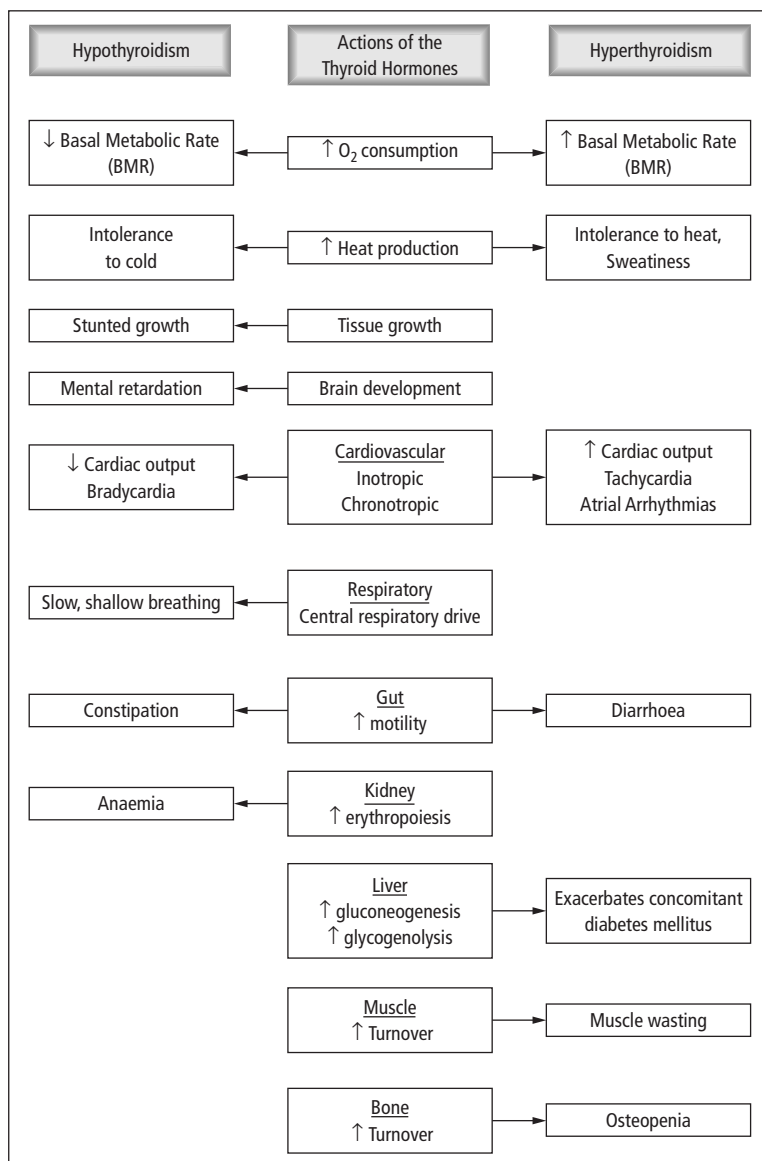 Hypothyroidism
Actions of the
Thyroid Hormones
Hyperthyroidism
↓ Basal Metabolic Rate
(BMR)
↑ O₂ consumption
↑ Basal Metabolic Rate
(BMR)
Intolerance
to cold
↑ Heat production
Intolerance to heat,
Sweatiness
Stunted growth
Tissue growth
Mental retardation
Brain development
↓ Cardiac output
Bradycardia
Cardiovascular
Inotropic
Chronotropic
↑ Cardiac output
Tachycardia
Atrial Arrhythmias
Slow, shallow breathing
Respiratory
Central respiratory drive
Constipation
Gut
↑ motility
Diarrhoea
Anaemia
Kidney
↑ erythropoiesis
Liver
↑ gluconeogenesis
↑ glycogenolysis
Exacerbates concomitant
diabetes mellitus
Muscle
↑ Turnover
Muscle wasting
Bone
↑ Turnover
Osteopenia